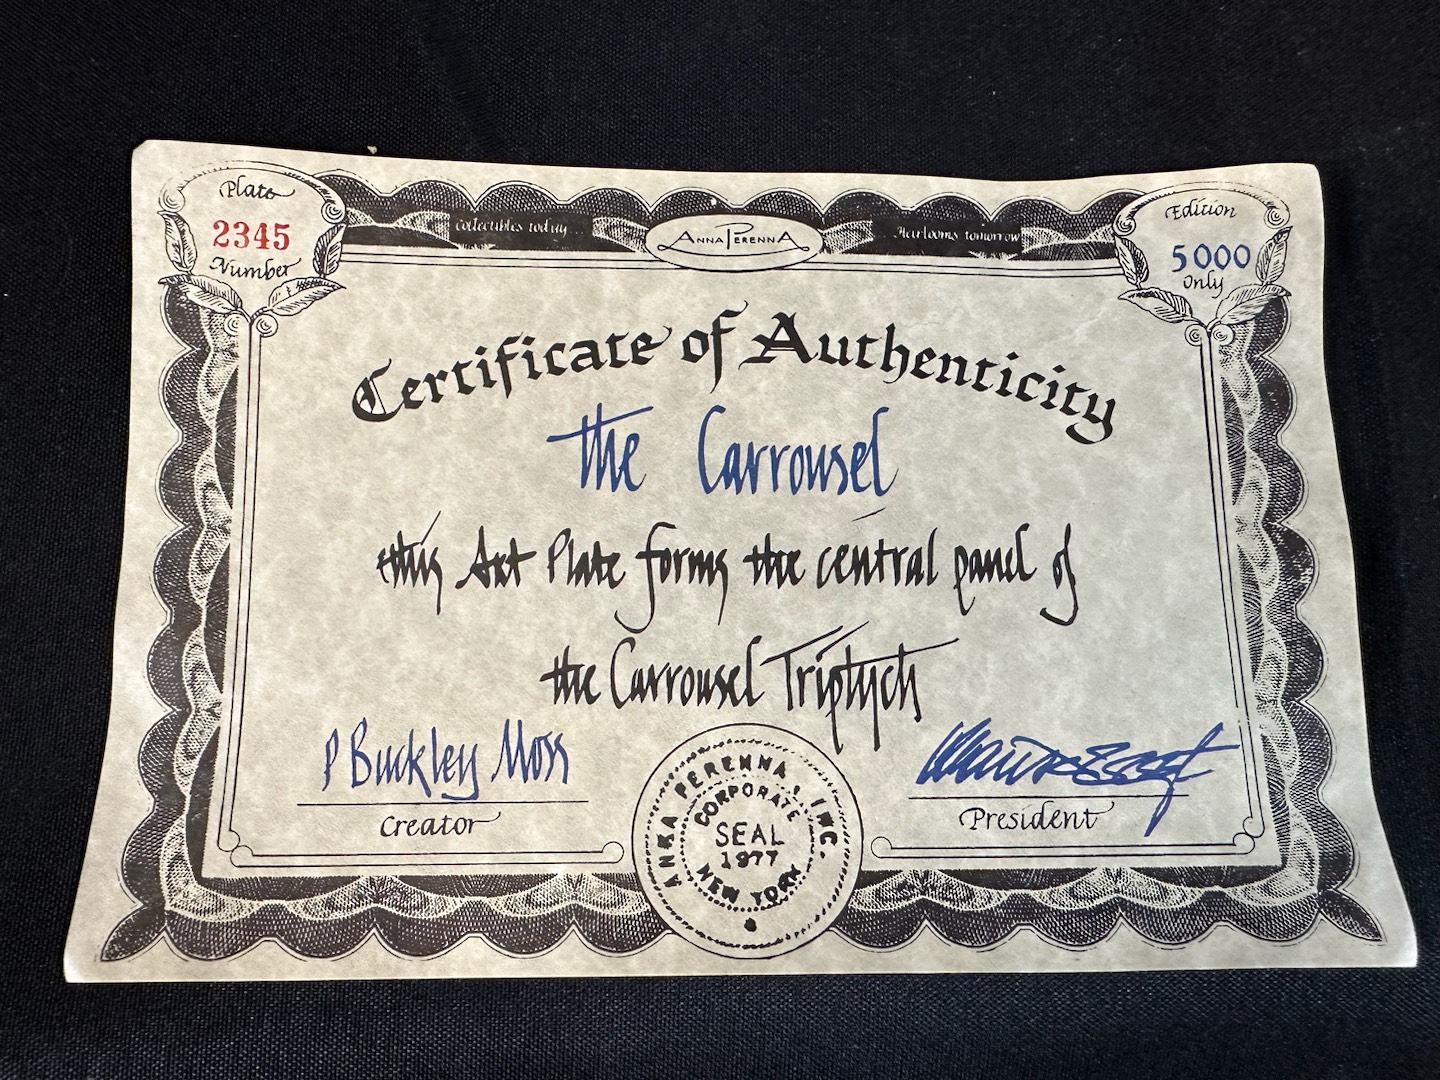 Plate
2345
Number
Collectibles today...
ANNA PERENNA
Heirlooms tomorrow
Edition
5000
Only
Certificate of Authenticity
the Carrousel
this Art Plate forms the central panel of
the Carrousel Triptych
P Buckley Moss
Creator
ANNA PERENNA, INC.
CORPORATE
SEAL
1977
NEW YORK
President